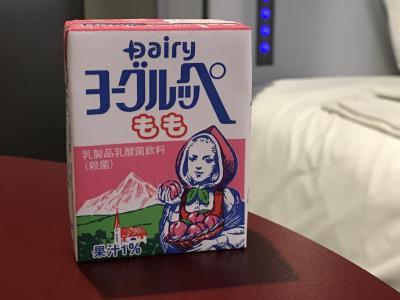 Dairy
ヨーグルッペ
もも
乳製品乳酸菌飲料
(殺菌)
果汁1%